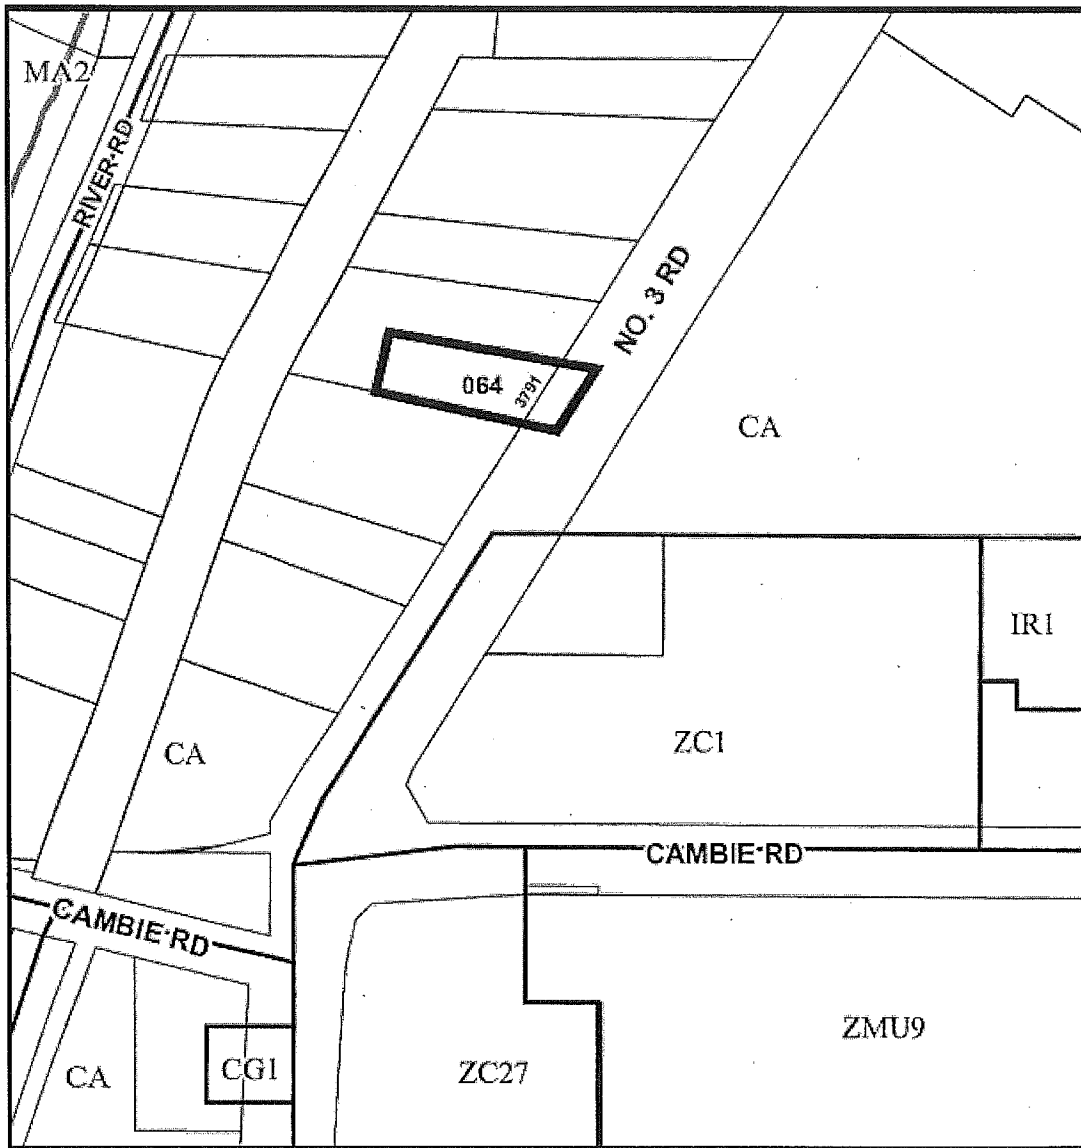 MA2
RIVER RD
NO. 3 RD
064
3791
CA
IR1
ZC1
CA
CAMBIE RD
CAMBIE RD
ZMU9
CG1
ZC27
CA